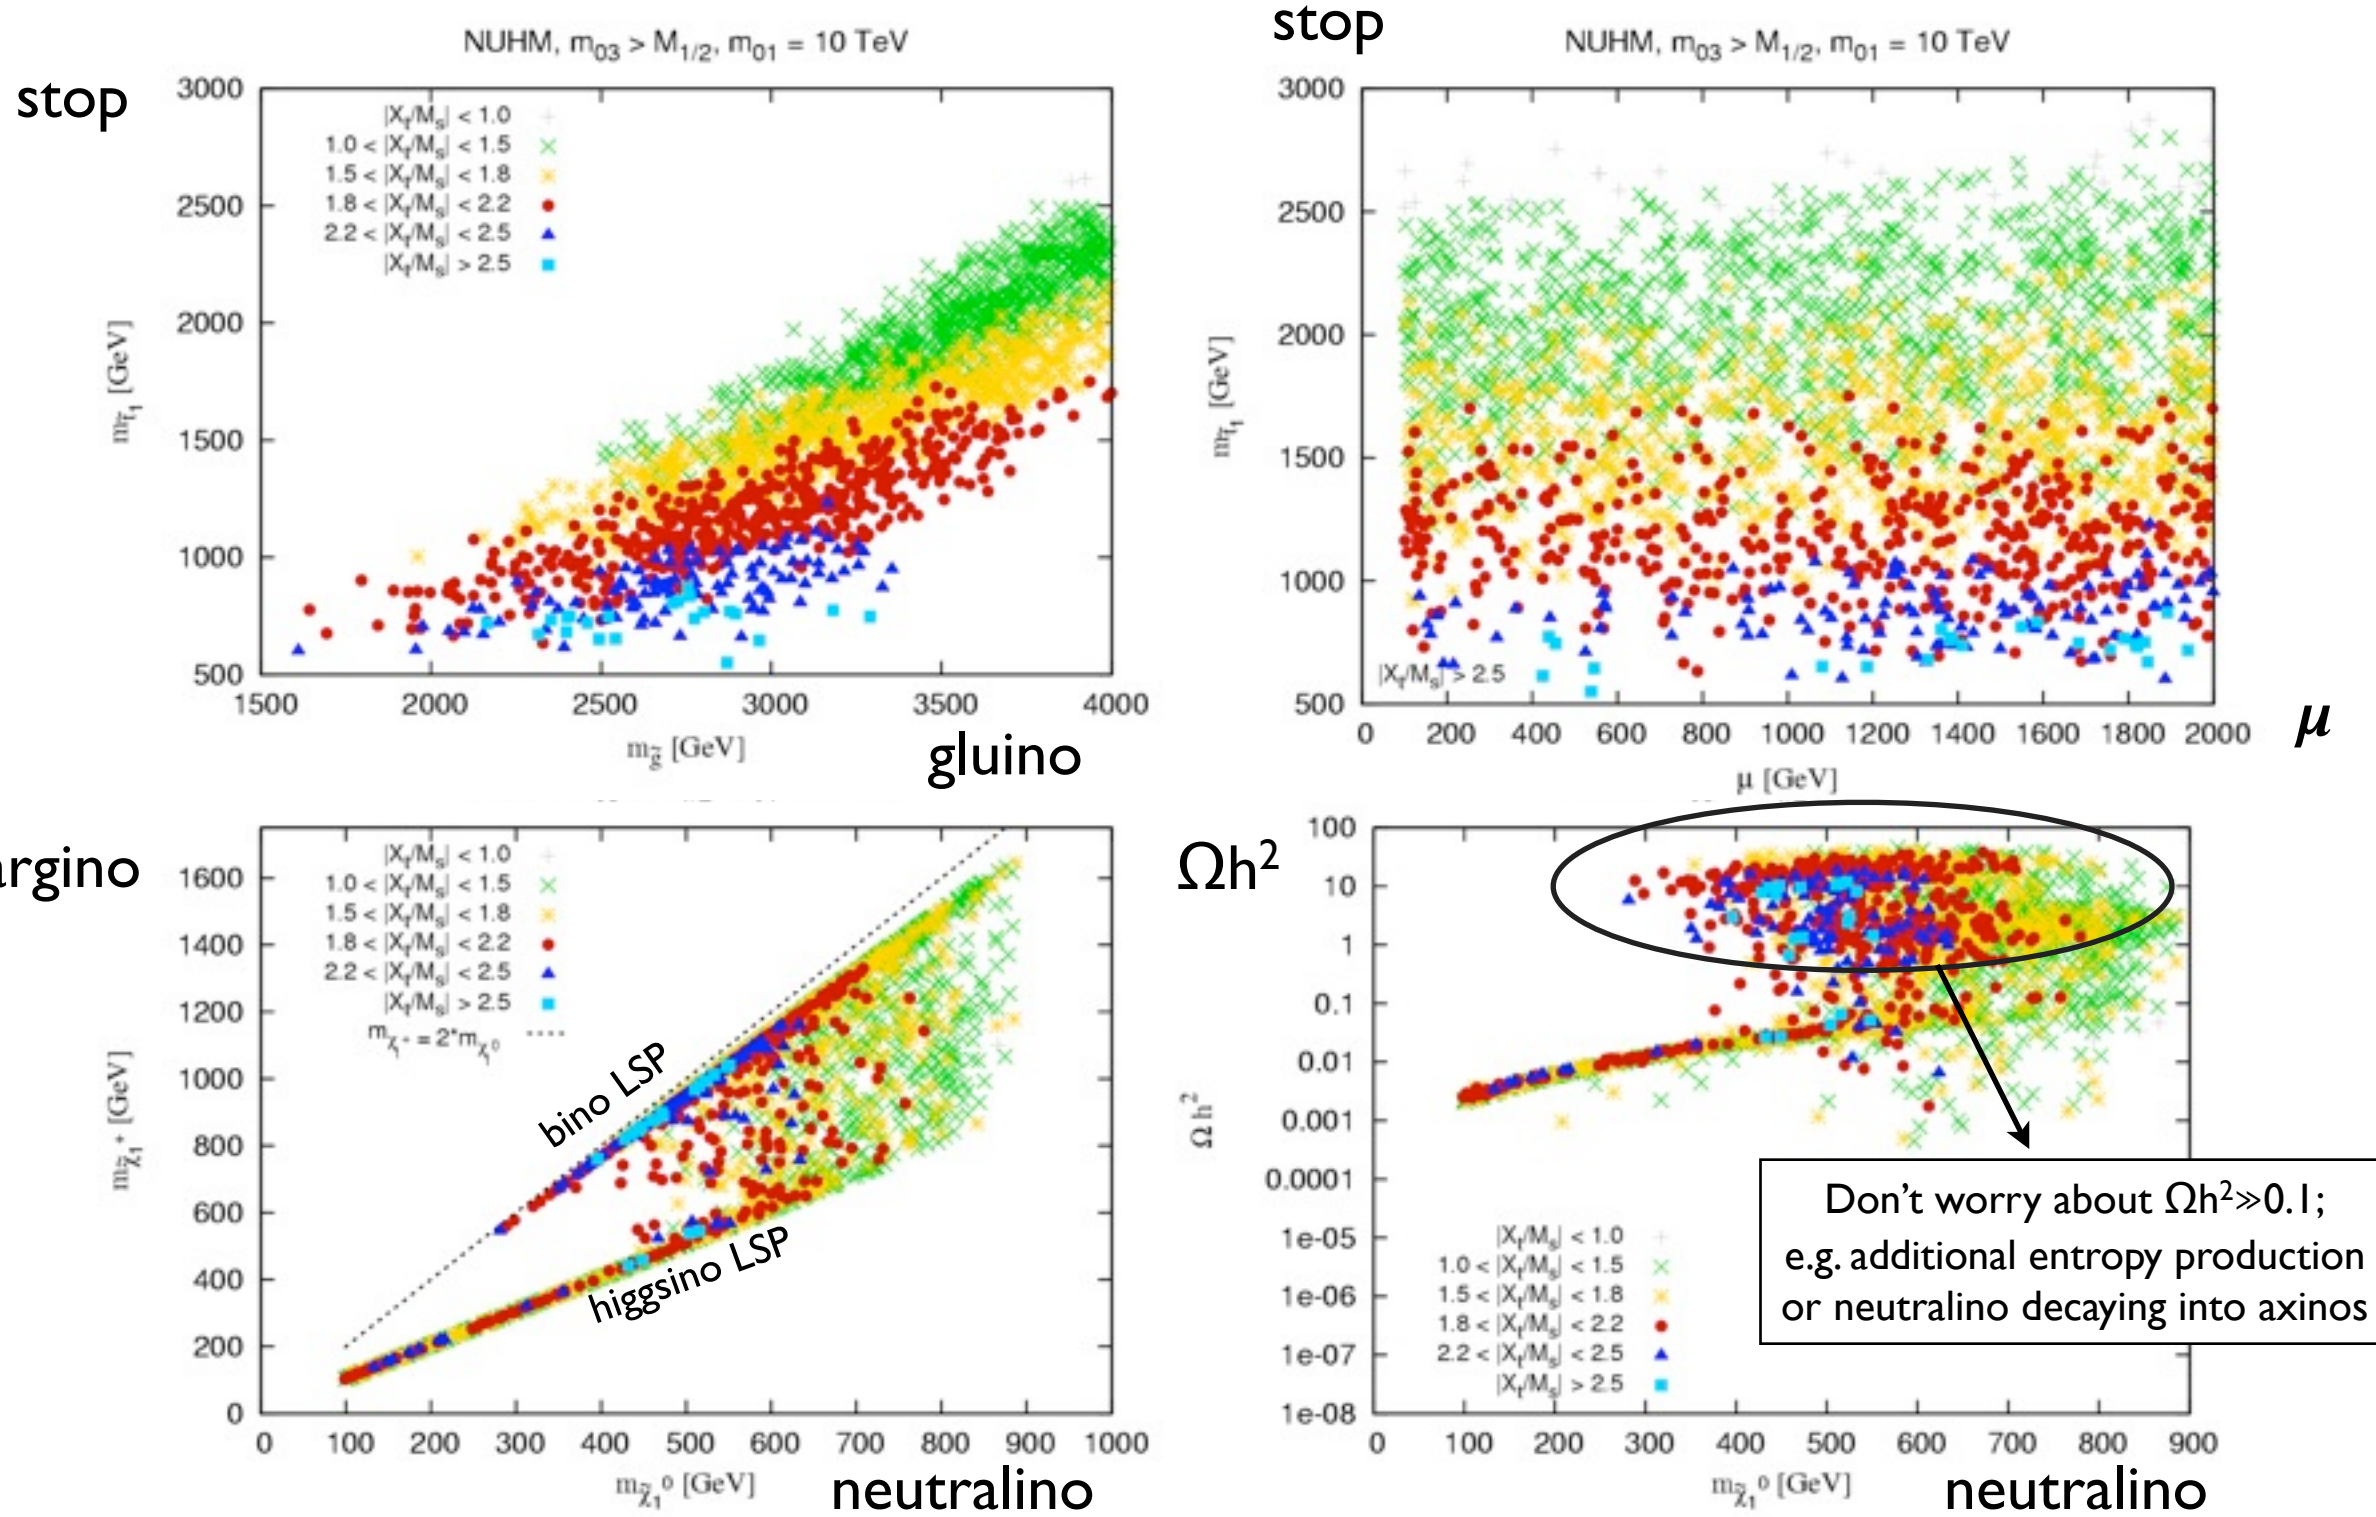 stop
NUHM, m₀₃ > M₁/₂, m₀₁ = 10 TeV
|Xₜ/Mₛ| < 1.0
1.0 < |Xₜ/Mₛ| < 1.5
1.5 < |Xₜ/Mₛ| < 1.8
1.8 < |Xₜ/Mₛ| < 2.2
2.2 < |Xₜ/Mₛ| < 2.5
|Xₜ/Mₛ| > 2.5
3000
2500
2000
1500
1000
500
m t̃₁ [GeV]
1500 2000 2500 3000 3500 4000
m g̃ [GeV]
gluino
stop
NUHM, m₀₃ > M₁/₂, m₀₁ = 10 TeV
3000
2500
2000
1500
1000
500
m t̃₁ [GeV]
|Xₜ/Mₛ| > 2.5
0 200 400 600 800 1000 1200 1400 1600 1800 2000
μ
μ [GeV]
argino
|Xₜ/Mₛ| < 1.0
1.0 < |Xₜ/Mₛ| < 1.5
1.5 < |Xₜ/Mₛ| < 1.8
1.8 < |Xₜ/Mₛ| < 2.2
2.2 < |Xₜ/Mₛ| < 2.5
|Xₜ/Mₛ| > 2.5
m χ₁⁺ = 2*m χ₁⁰
1600
1400
1200
1000
800
600
400
200
0
m χ̃₁⁺ [GeV]
bino LSP
higgsino LSP
0 100 200 300 400 500 600 700 800 900 1000
m χ̃₁⁰ [GeV]
neutralino
Ωh²
100
10
1
0.1
0.01
0.001
0.0001
1e-05
1e-06
1e-07
1e-08
Ω h²
Don't worry about Ωh²≫0.1;
e.g. additional entropy production
or neutralino decaying into axinos
|Xₜ/Mₛ| < 1.0
1.0 < |Xₜ/Mₛ| < 1.5
1.5 < |Xₜ/Mₛ| < 1.8
1.8 < |Xₜ/Mₛ| < 2.2
2.2 < |Xₜ/Mₛ| < 2.5
|Xₜ/Mₛ| > 2.5
0 100 200 300 400 500 600 700 800 900
m χ̃₁⁰ [GeV]
neutralino